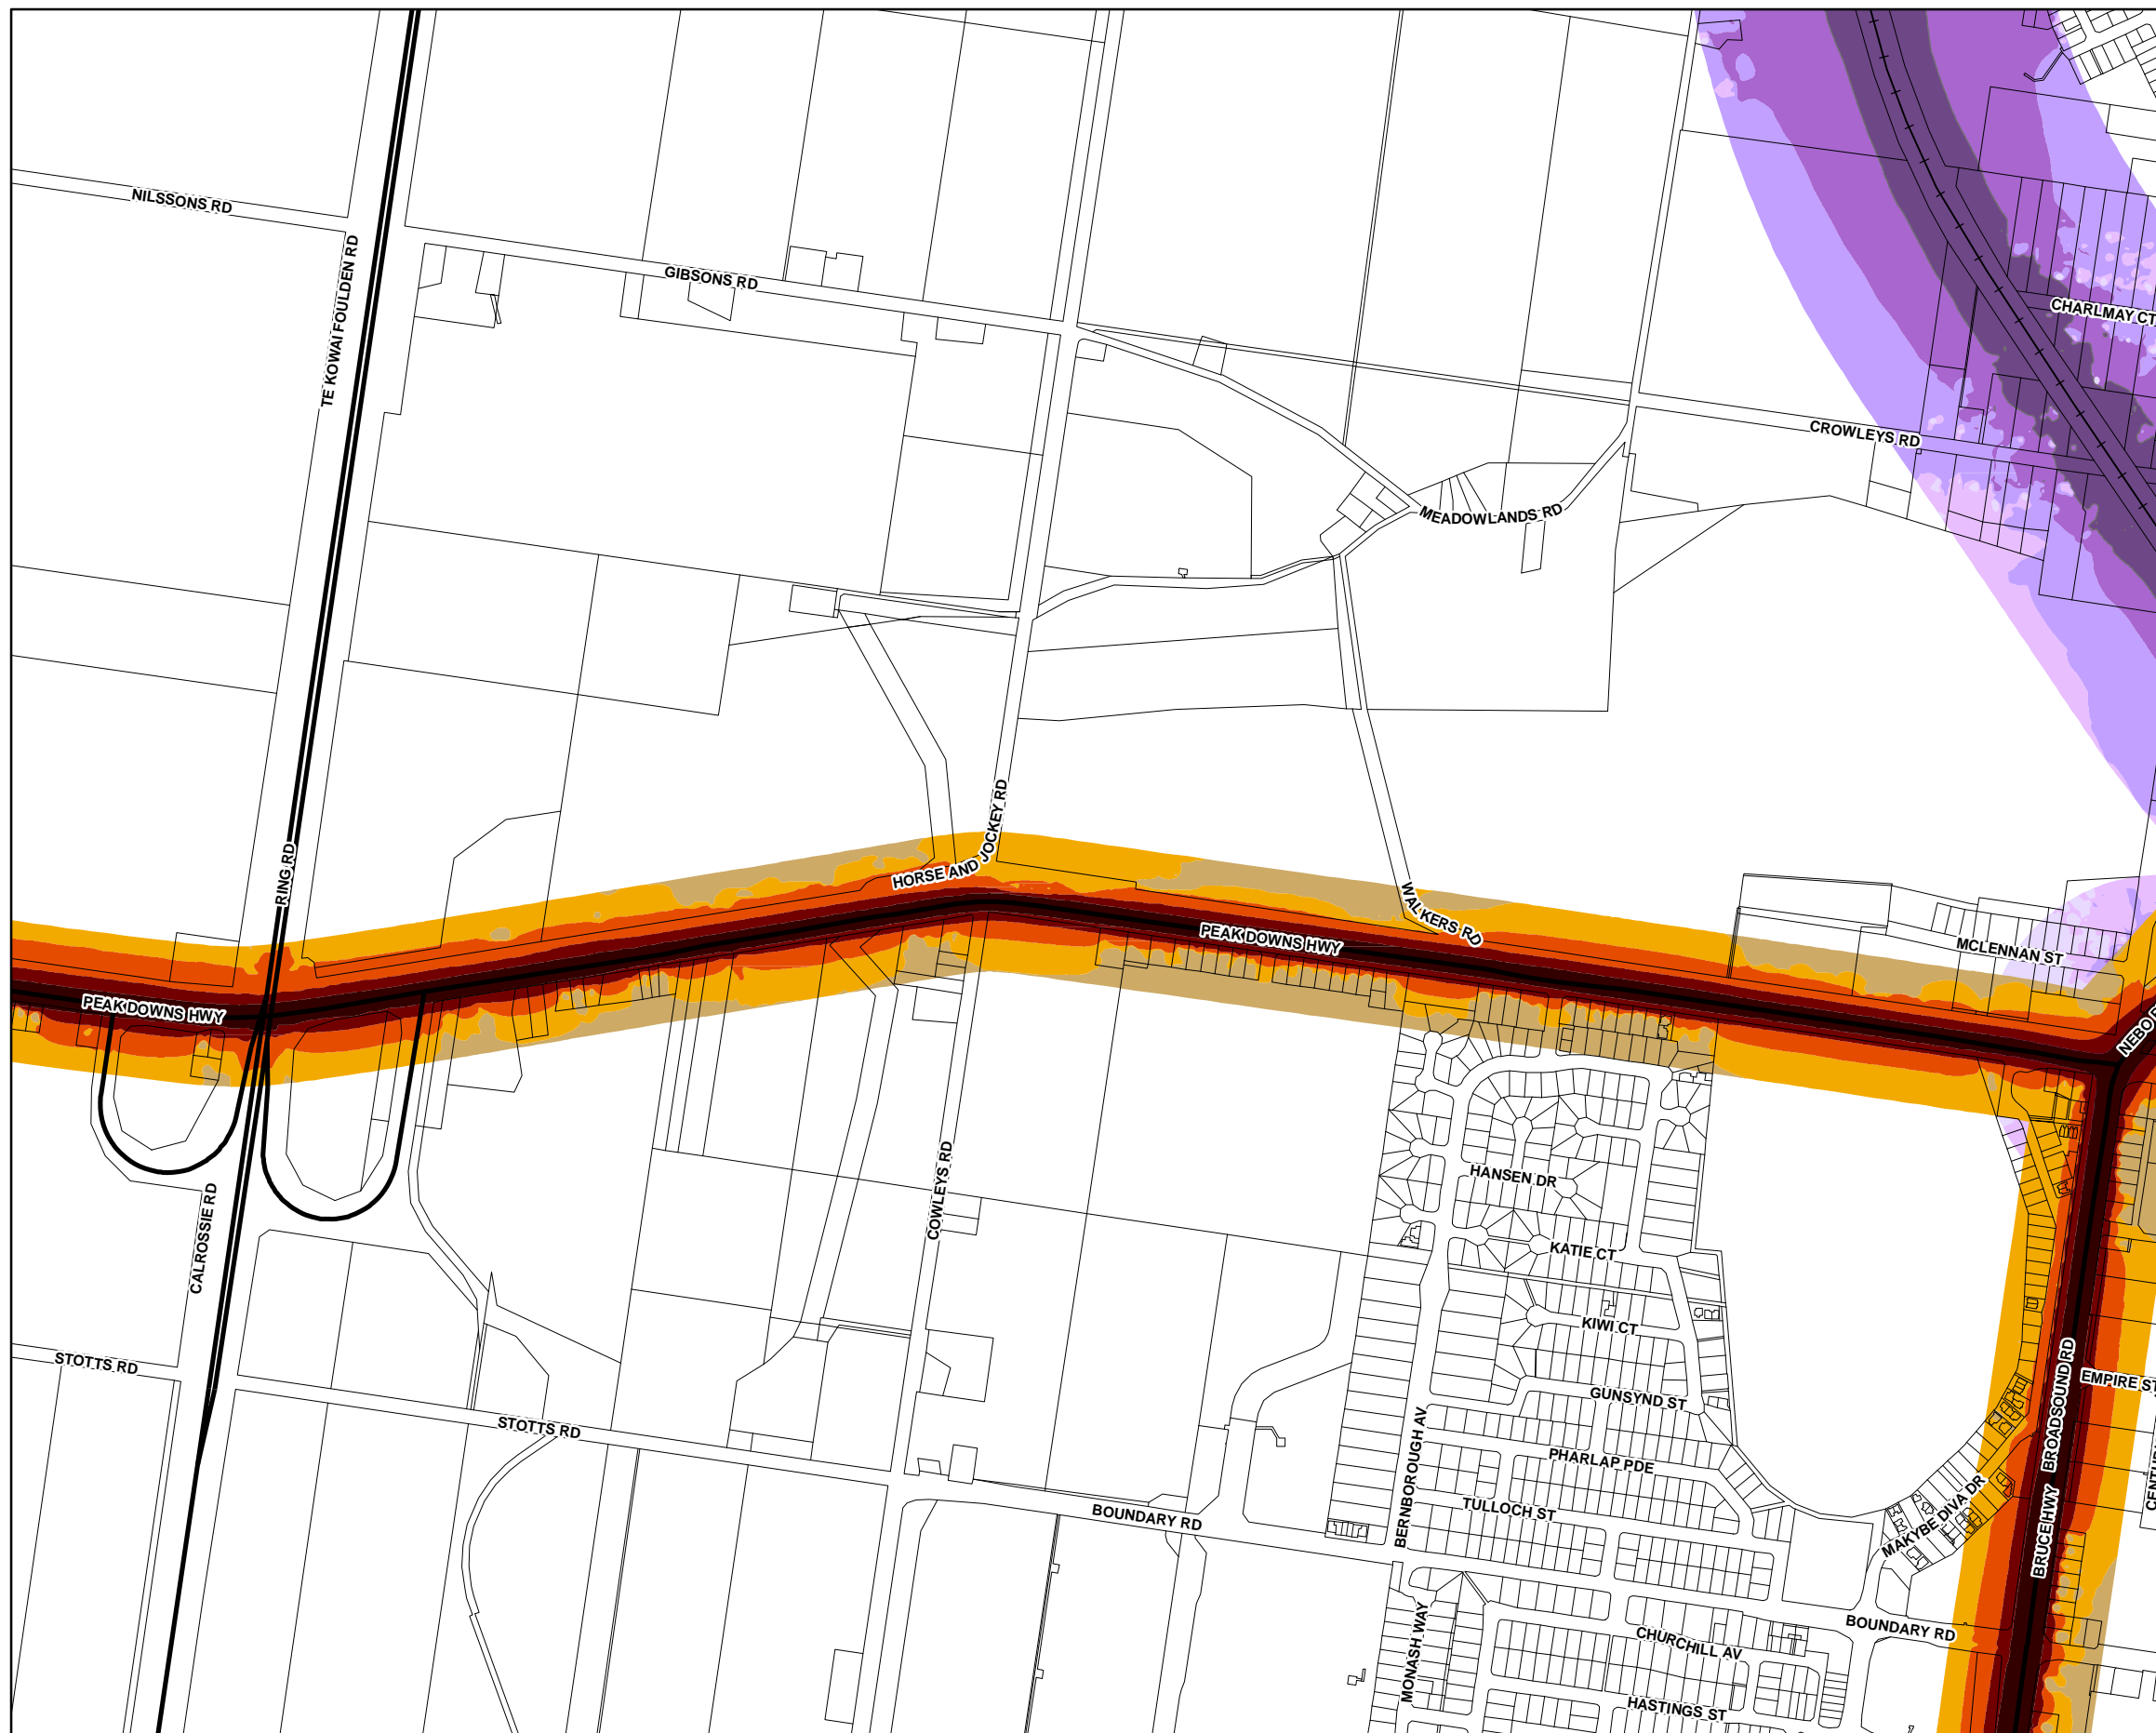 NILSSONS RD
TE KOWAI FOULDEN RD
GIBSONS RD
CHARLMAY CT
CROWLEYS RD
MEADOWLANDS RD
HORSE AND JOCKEY RD
RING RD
WALKERS RD
PEAK DOWNS HWY
MCLENNAN ST
PEAK DOWNS HWY
NEBO
HANSEN DR
COWLEYS RD
CALROSSIE RD
KATIE CT
KIWI CT
STOTTS RD
EMPIRE ST
GUNSYND ST
BROADSOUND RD
STOTTS RD
BERNBOROUGH AV
PHARLAP PDE
TULLOCH ST
BOUNDARY RD
MAKYBE DIVA DR
BRUCE HWY
BOUNDARY RD
MONASH WAY
CHURCHILL AV
HASTINGS ST